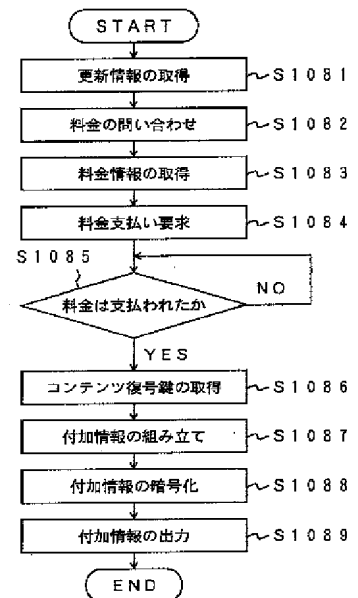 START
更新情報の取得 S1081
料金の問い合わせ S1082
料金情報の取得 S1083
料金支払い要求 S1084
S1085
料金は支払われたか NO
YES
コンテンツ復号鍵の取得 S1086
付加情報の組み立て S1087
付加情報の暗号化 S1088
付加情報の出力 S1089
END